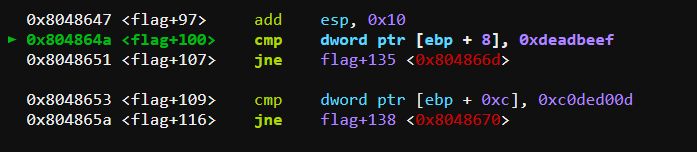 0x8048647 <flag+97> add esp, 0x10
► 0x804864a <flag+100> cmp dword ptr [ebp + 8], 0xdeadbeef
0x8048651 <flag+107> jne flag+135 <0x804866d>
0x8048653 <flag+109> cmp dword ptr [ebp + 0xc], 0xc0ded00d
0x804865a <flag+116> jne flag+138 <0x8048670>